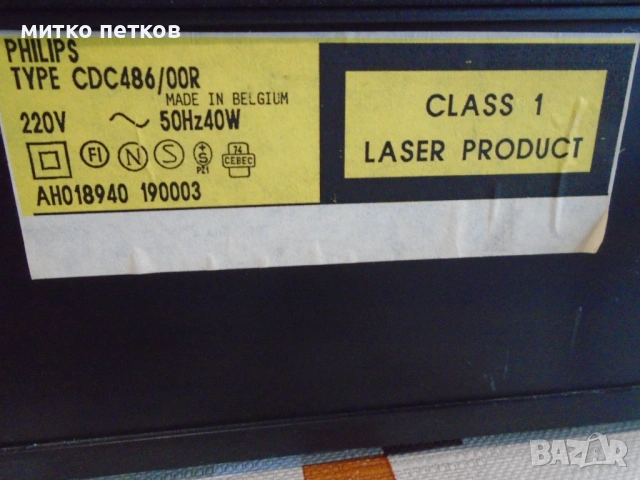 митко петков
PHILIPS
TYPE CDC486/00R
MADE IN BELGIUM
220V ~ 50Hz40W
FI N S +S PZ1 74 CEBEC
AH018940 190003
CLASS 1
LASER PRODUCT
BAZAR